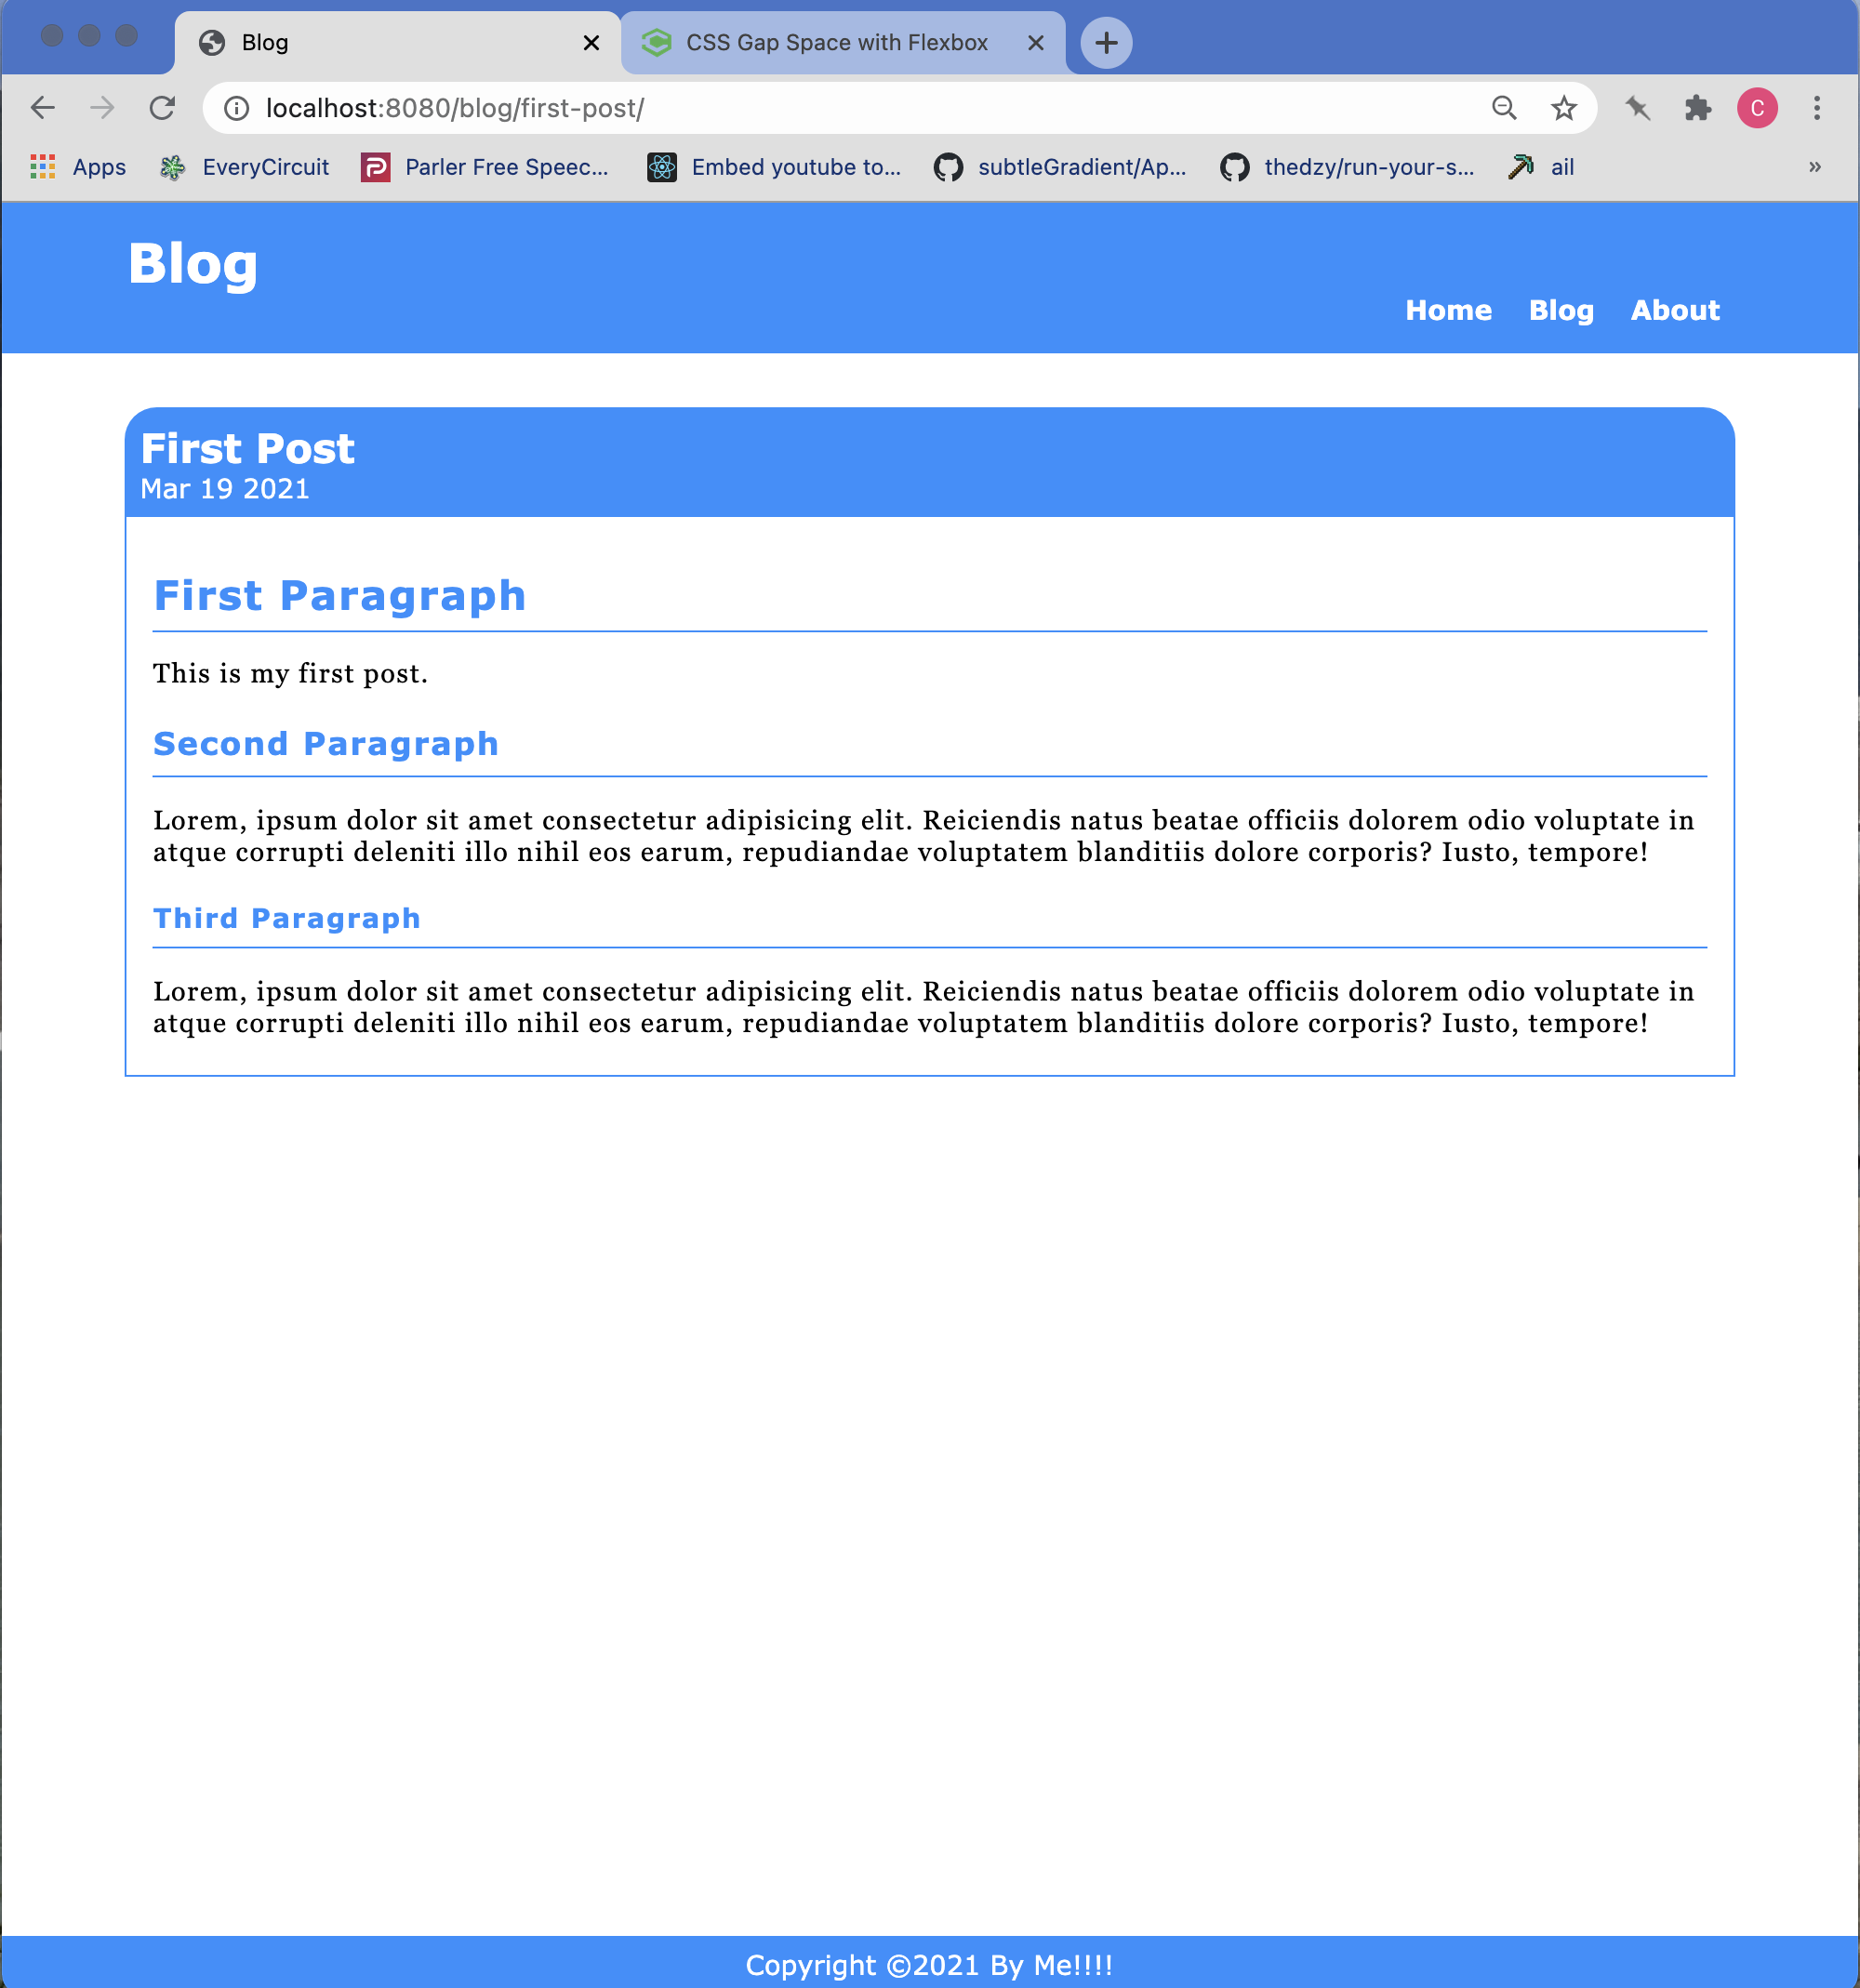 Blog
CSS Gap Space with Flexbox
localhost:8080/blog/first-post/
C
Apps
EveryCircuit
Parler Free Speec...
Embed youtube to...
subtleGradient/Ap...
thedzy/run-your-s...
ail
»
Blog
Home Blog About
First Post
Mar 19 2021
First Paragraph
This is my first post.
Second Paragraph
Lorem, ipsum dolor sit amet consectetur adipisicing elit. Reiciendis natus beatae officiis dolorem odio voluptate in
atque corrupti deleniti illo nihil eos earum, repudiandae voluptatem blanditiis dolore corporis? Iusto, tempore!
Third Paragraph
Lorem, ipsum dolor sit amet consectetur adipisicing elit. Reiciendis natus beatae officiis dolorem odio voluptate in
atque corrupti deleniti illo nihil eos earum, repudiandae voluptatem blanditiis dolore corporis? Iusto, tempore!
Copyright ©2021 By Me!!!!